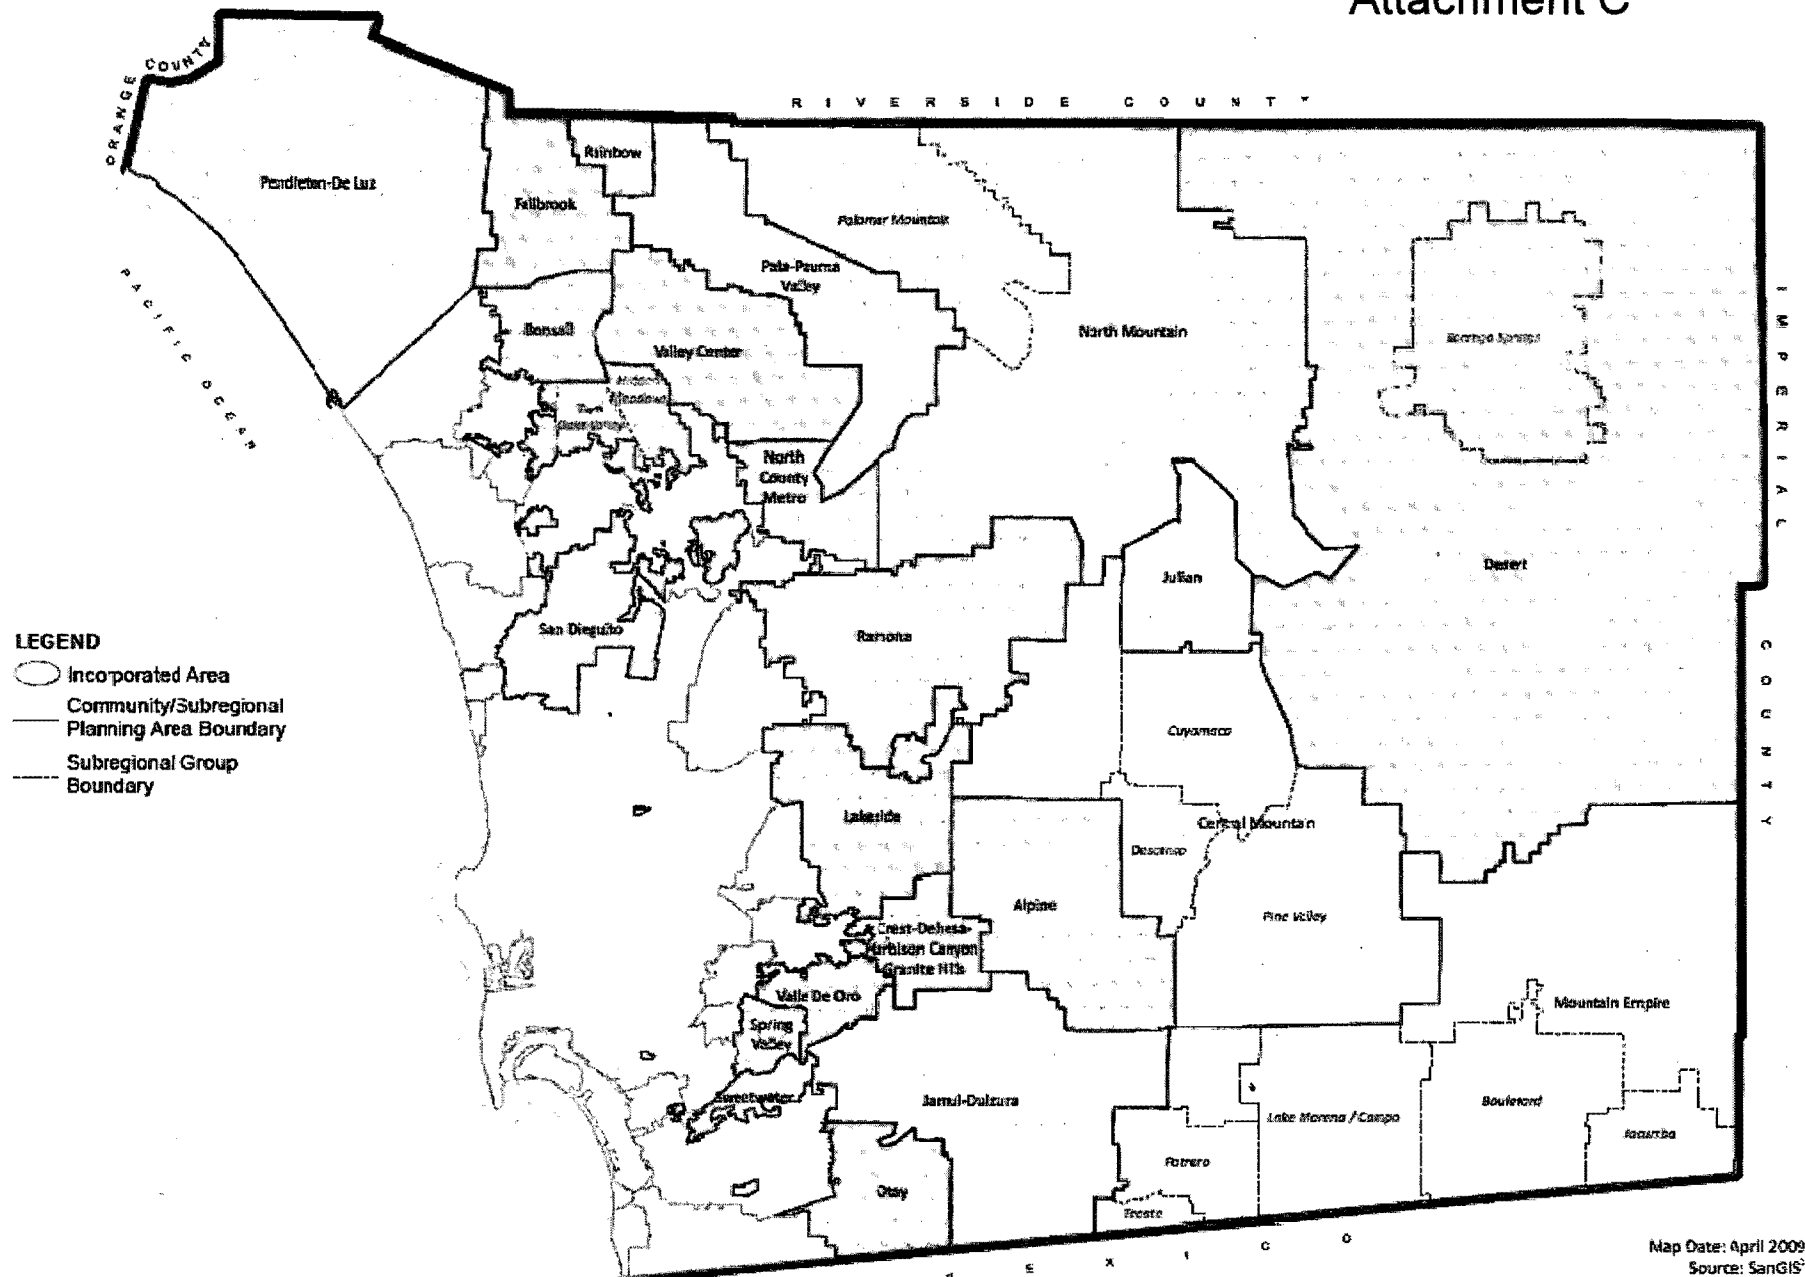 Attachment C
ORANGE COUNTY
RIVERSIDE COUNTY
Rainbow
Pendleton-De Luz
Fallbrook
Palomar Mountain
Pala-Pauma
Valley
PACIFIC OCEAN
IMPERIAL COUNTY
Bonsall
North Mountain
Borrego Springs
Valley Center
Twin
North
County
Metro
Desert
Julian
San Dieguito
Ramona
LEGEND
Incorporated Area
Community/Subregional
Planning Area Boundary
Subregional Group
Boundary
Cuyamaca
Lakeside
Central Mountain
Descanso
Alpine
Pine Valley
Crest-Dehesa-
Harbison Canyon
Granite Hills
Valle De Oro
Mountain Empire
Spring
Valley
Sweetwater
Jamul-Dulzura
Lake Morena / Campo
Boulevard
Jacumba
Potrero
Otay
Tecate
MEXICO
Map Date: April 2009
Source: SanGIS